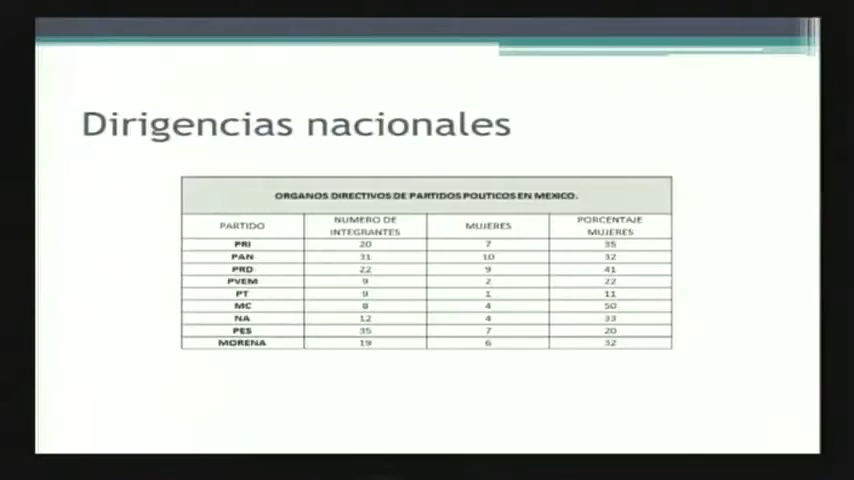 Dirigencias nacionales
ORGANOS DIRECTIVOS DE PARTIDOS POLITICOS EN MEXICO.
PARTIDO NUMERO DE INTEGRANTES MUJERES PORCENTAJE MUJERES
PRI 20 7 35
PAN 31 10 32
PRD 22 9 41
PVEM 9 2 22
PT 9 1 11
MC 8 4 50
NA 12 4 33
PES 35 7 20
MORENA 19 6 32